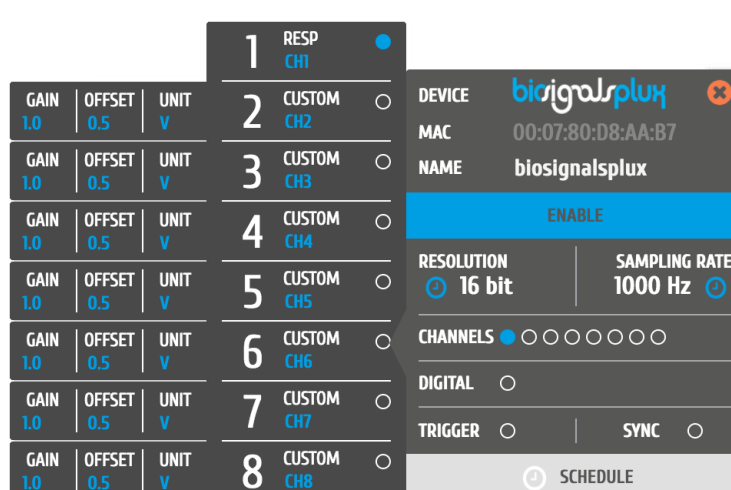 1 RESP
CH1
GAIN OFFSET UNIT 2 CUSTOM
1.0 0.5 V CH2
GAIN OFFSET UNIT 3 CUSTOM
1.0 0.5 V CH3
GAIN OFFSET UNIT 4 CUSTOM
1.0 0.5 V CH4
GAIN OFFSET UNIT 5 CUSTOM
1.0 0.5 V CH5
GAIN OFFSET UNIT 6 CUSTOM
1.0 0.5 V CH6
GAIN OFFSET UNIT 7 CUSTOM
1.0 0.5 V CH7
GAIN OFFSET UNIT 8 CUSTOM
1.0 0.5 V CH8
DEVICE biosignalsplux
MAC 00:07:80:D8:AA:B7
NAME biosignalsplux
ENABLE
RESOLUTION SAMPLING RATE
16 bit 1000 Hz
CHANNELS
DIGITAL
TRIGGER SYNC
SCHEDULE